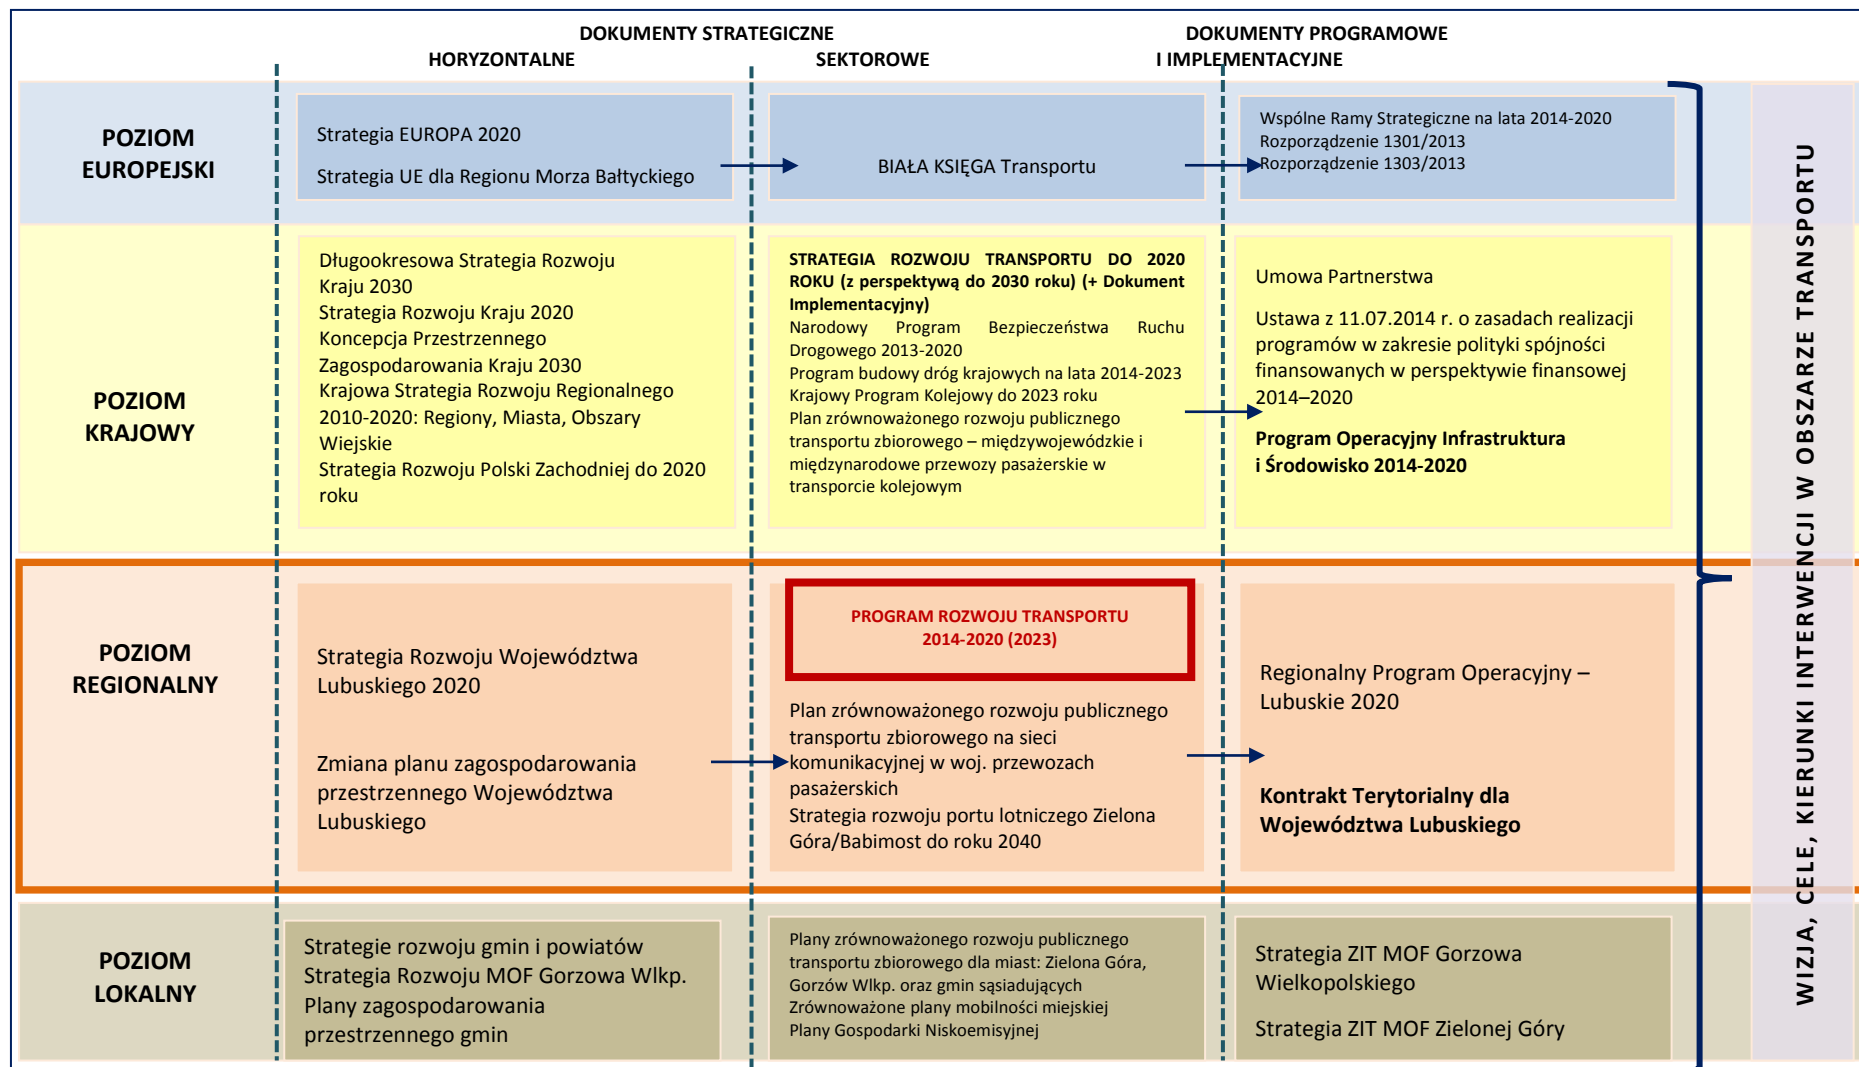 DOKUMENTY STRATEGICZNE
DOKUMENTY PROGRAMOWE
HORYZONTALNE
SEKTOROWE
I IMPLEMENTACYJNE
POZIOM
EUROPEJSKI
Strategia EUROPA 2020
Strategia UE dla Regionu Morza Bałtyckiego
BIAŁA KSIĘGA Transportu
Wspólne Ramy Strategiczne na lata 2014-2020
Rozporządzenie 1301/2013
Rozporządzenie 1303/2013
POZIOM
KRAJOWY
Długookresowa Strategia Rozwoju
Kraju 2030
Strategia Rozwoju Kraju 2020
Koncepcja Przestrzennego
Zagospodarowania Kraju 2030
Krajowa Strategia Rozwoju Regionalnego
2010-2020: Regiony, Miasta, Obszary
Wiejskie
Strategia Rozwoju Polski Zachodniej do 2020
roku
STRATEGIA ROZWOJU TRANSPORTU DO 2020
ROKU (z perspektywą do 2030 roku) (+ Dokument
Implementacyjny)
Narodowy Program Bezpieczeństwa Ruchu
Drogowego 2013-2020
Program budowy dróg krajowych na lata 2014-2023
Krajowy Program Kolejowy do 2023 roku
Plan zrównoważonego rozwoju publicznego
transportu zbiorowego – międzywojewódzkie i
międzynarodowe przewozy pasażerskie w
transporcie kolejowym
Umowa Partnerstwa
Ustawa z 11.07.2014 r. o zasadach realizacji
programów w zakresie polityki spójności
finansowanych w perspektywie finansowej
2014–2020
Program Operacyjny Infrastruktura
i Środowisko 2014-2020
POZIOM
REGIONALNY
Strategia Rozwoju Województwa
Lubuskiego 2020
Zmiana planu zagospodarowania
przestrzennego Województwa
Lubuskiego
PROGRAM ROZWOJU TRANSPORTU
2014-2020 (2023)
Plan zrównoważonego rozwoju publicznego
transportu zbiorowego na sieci
komunikacyjnej w woj. przewozach
pasażerskich
Strategia rozwoju portu lotniczego Zielona
Góra/Babimost do roku 2040
Regionalny Program Operacyjny –
Lubuskie 2020
Kontrakt Terytorialny dla
Województwa Lubuskiego
POZIOM
LOKALNY
Strategie rozwoju gmin i powiatów
Strategia Rozwoju MOF Gorzowa Wlkp.
Plany zagospodarowania
przestrzennego gmin
Plany zrównoważonego rozwoju publicznego
transportu zbiorowego dla miast: Zielona Góra,
Gorzów Wlkp. oraz gmin sąsiadujących
Zrównoważone plany mobilności miejskiej
Plany Gospodarki Niskoemisyjnej
Strategia ZIT MOF Gorzowa
Wielkopolskiego
Strategia ZIT MOF Zielonej Góry
WIZJA, CELE, KIERUNKI INTERWENCJI W OBSZARZE TRANSPORTU